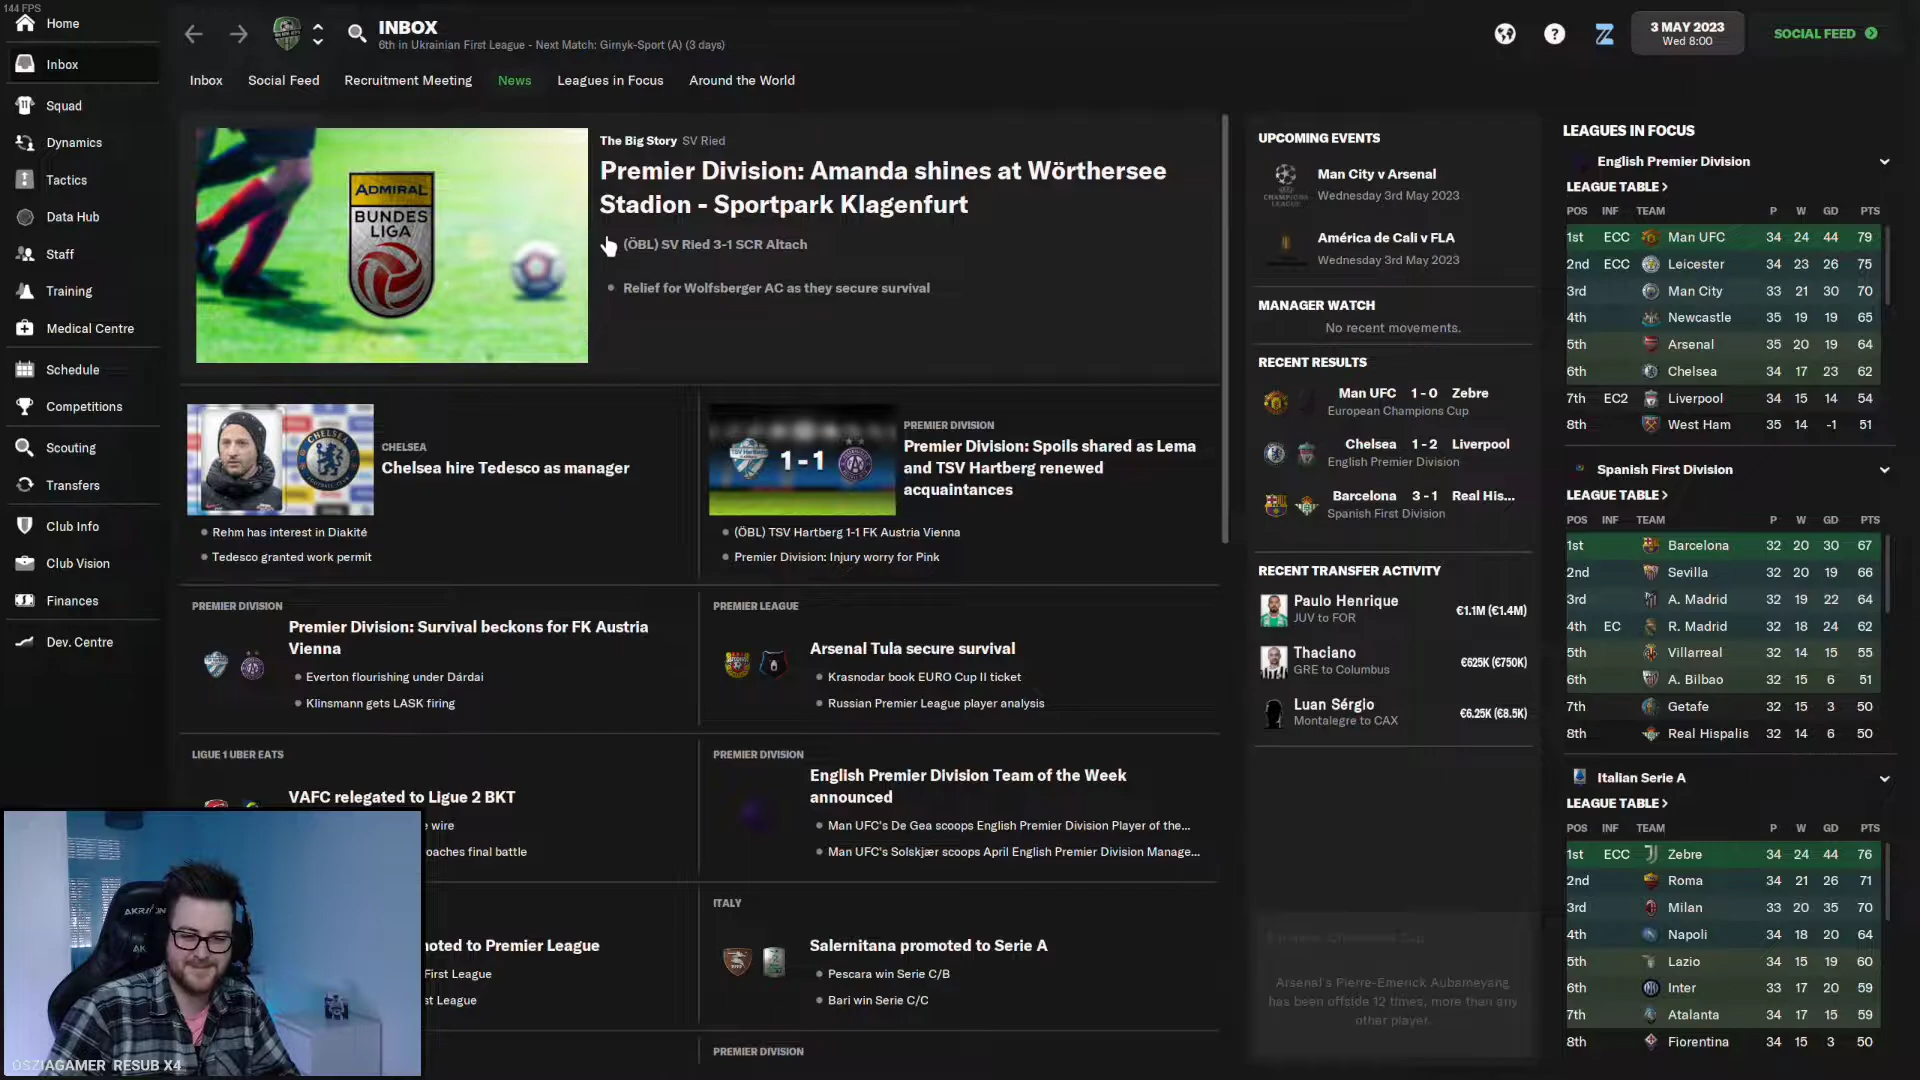 144 FPS
Home
Inbox
Squad
Dynamics
Tactics
Data Hub
Staff
Training
Medical Centre
Schedule
Competitions
Scouting
Transfers
Club Info
Club Vision
Finances
Dev. Centre
INBOX
6th in Ukrainian First League - Next Match: Girnyk-Sport (A) (3 days)
3 MAY 2023
Wed 8:00
SOCIAL FEED
Inbox Social Feed Recruitment Meeting News Leagues in Focus Around the World
ADMIRAL
BUNDES
LIGA
The Big Story SV Ried
Premier Division: Amanda shines at Wörthersee
Stadion - Sportpark Klagenfurt
(ÖBL) SV Ried 3-1 SCR Altach
Relief for Wolfsberger AC as they secure survival
CHELSEA
Chelsea hire Tedesco as manager
Rehm has interest in Diakité
Tedesco granted work permit
1 - 1
PREMIER DIVISION
Premier Division: Spoils shared as Lema
and TSV Hartberg renewed
acquaintances
(ÖBL) TSV Hartberg 1-1 FK Austria Vienna
Premier Division: Injury worry for Pink
PREMIER DIVISION
Premier Division: Survival beckons for FK Austria
Vienna
Everton flourishing under Dárdai
Klinsmann gets LASK firing
PREMIER LEAGUE
Arsenal Tula secure survival
Krasnodar book EURO Cup II ticket
Russian Premier League player analysis
LIGUE 1 UBER EATS
VAFC relegated to Ligue 2 BKT
e wire
oaches final battle
PREMIER DIVISION
English Premier Division Team of the Week
announced
Man UFC's De Gea scoops English Premier Division Player of the...
Man UFC's Solskjær scoops April English Premier Division Manage...
noted to Premier League
First League
st League
ITALY
Salernitana promoted to Serie A
Pescara win Serie C/B
Bari win Serie C/C
PREMIER DIVISION
AKRACIN
AK
OSZIAGAMER RESUB X4
UPCOMING EVENTS
CHAMPIONS
LEAGUE
Man City v Arsenal
Wednesday 3rd May 2023
América de Cali v FLA
Wednesday 3rd May 2023
MANAGER WATCH
No recent movements.
RECENT RESULTS
Man UFC 1 - 0 Zebre
European Champions Cup
Chelsea 1 - 2 Liverpool
English Premier Division
Barcelona 3 - 1 Real His...
Spanish First Division
RECENT TRANSFER ACTIVITY
Paulo Henrique
JUV to FOR
€1.1M (€1.4M)
Thaciano
GRE to Columbus
€625K (€750K)
Luan Sérgio
Montalegre to CAX
€6.25K (€8.5K)
Arsenal's Pierre-Emerick Aubameyang
has been offside 12 times, more than any
other player.
LEAGUES IN FOCUS
English Premier Division
LEAGUE TABLE >
POS INF TEAM P W GD PTS
1st ECC Man UFC 34 24 44 79
2nd ECC Leicester 34 23 26 75
3rd Man City 33 21 30 70
4th Newcastle 35 19 19 65
5th Arsenal 35 20 19 64
6th Chelsea 34 17 23 62
7th EC2 Liverpool 34 15 14 54
8th West Ham 35 14 -1 51
Spanish First Division
LEAGUE TABLE >
POS INF TEAM P W GD PTS
1st Barcelona 32 20 30 67
2nd Sevilla 32 20 19 66
3rd A. Madrid 32 19 22 64
4th EC R. Madrid 32 18 24 62
5th Villarreal 32 14 15 55
6th A. Bilbao 32 15 6 51
7th Getafe 32 15 3 50
8th Real Hispalis 32 14 6 50
Italian Serie A
LEAGUE TABLE >
POS INF TEAM P W GD PTS
1st ECC Zebre 34 24 44 76
2nd Roma 34 21 26 71
3rd Milan 33 20 35 70
4th Napoli 34 18 20 64
5th Lazio 34 15 19 60
6th Inter 33 17 20 59
7th Atalanta 34 17 15 59
8th Fiorentina 34 15 3 50